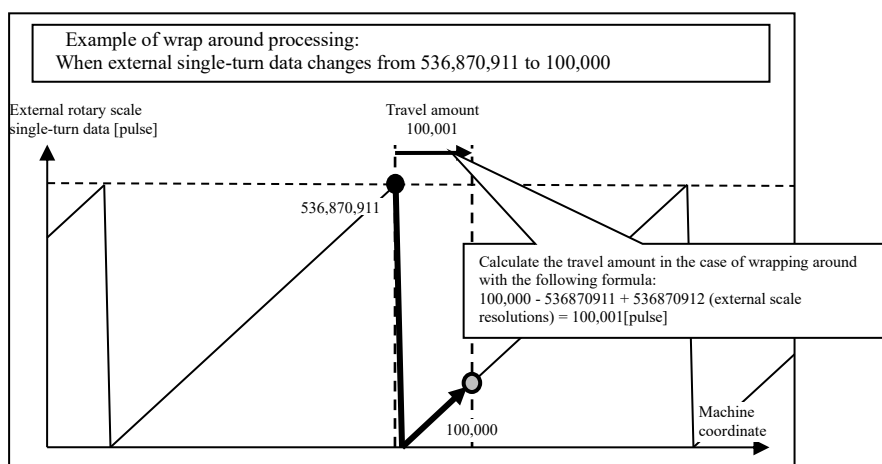 Example of wrap around processing:
When external single-turn data changes from 536,870,911 to 100,000
External rotary scale
single-turn data [pulse]
Travel amount
100,001
536,870,911
Calculate the travel amount in the case of wrapping around
with the following formula:
100,000 - 536870911 + 536870912 (external scale
resolutions) = 100,001[pulse]
100,000
Machine
coordinate